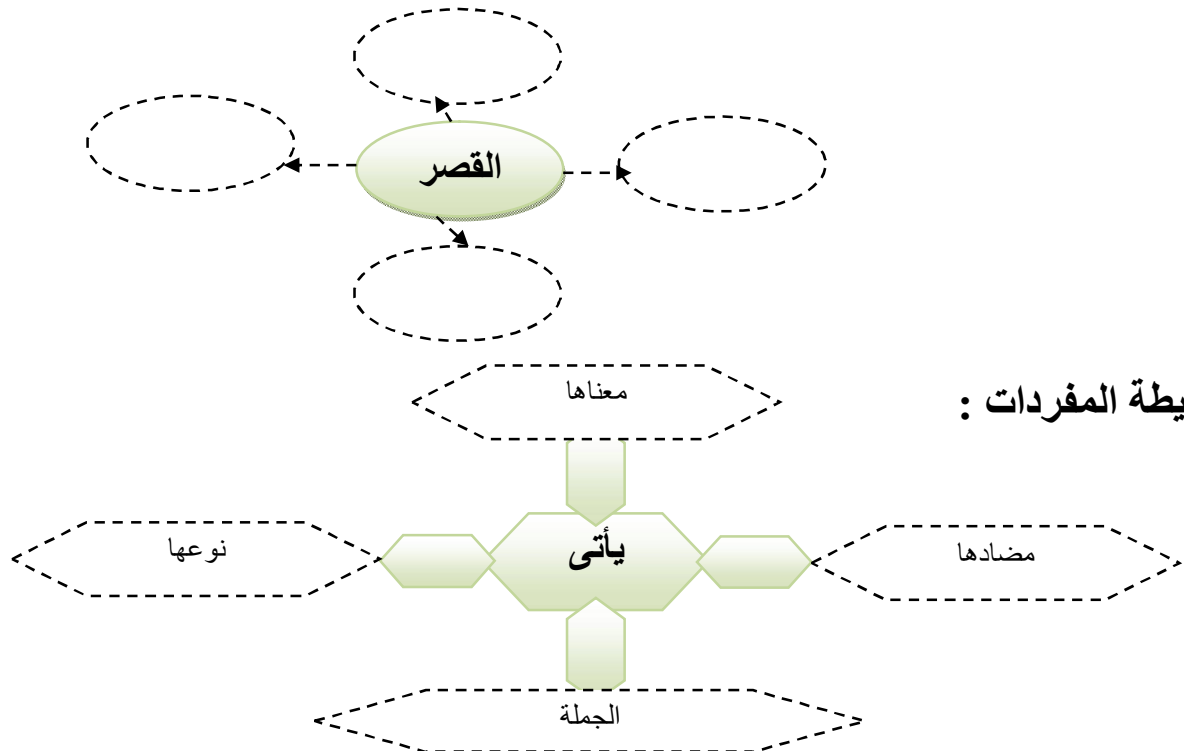 القصر
يطة المفردات :
معناها
مضادها
يأتى
نوعها
الجملة